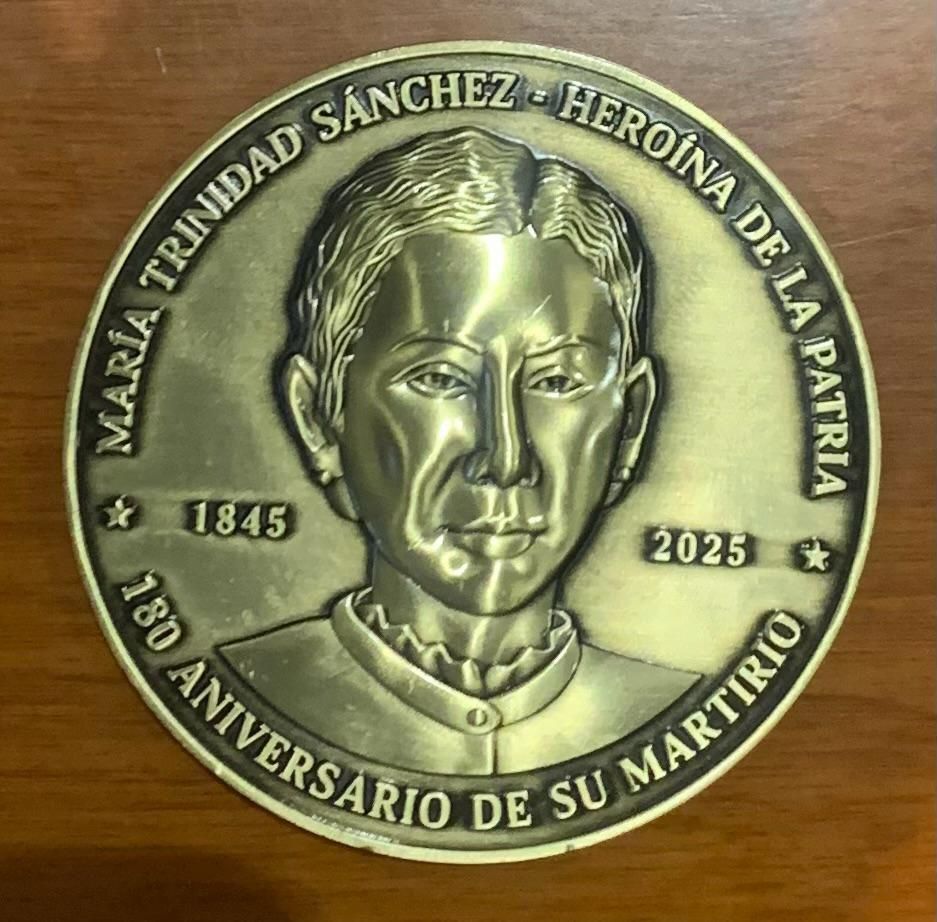 MARÍA TRINIDAD SÁNCHEZ - HEROÍNA DE LA PATRIA
1845
2025
180 ANIVERSARIO DE SU MARTIRIO